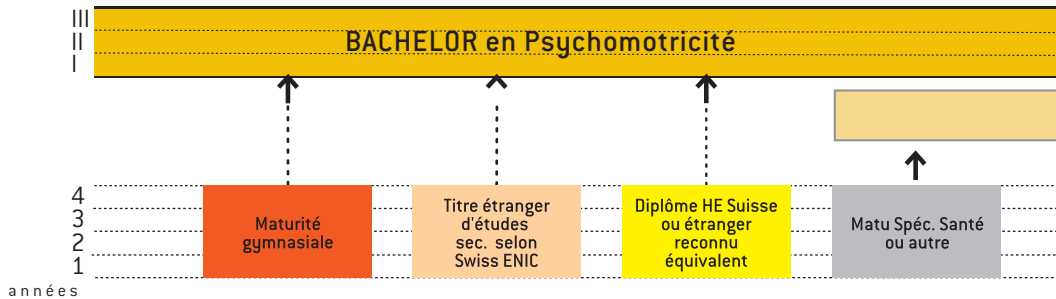 III
II
I
BACHELOR en Psychomotricité
4
3
2
1
années
Maturité
gymnasiale
Titre étranger
d'études
sec. selon
Swiss ENIC
Diplôme HE Suisse
ou étranger
reconnu
équivalent
Matu Spéc. Santé
ou autre